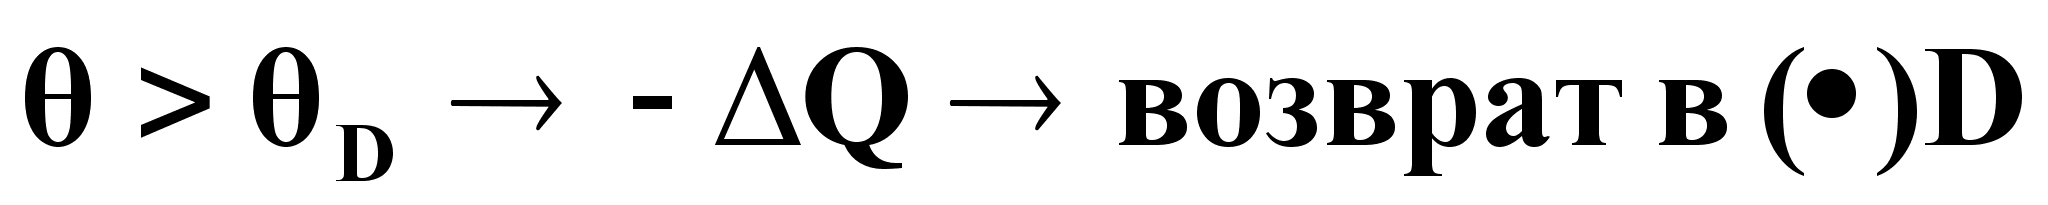 θ > θD → - ΔQ → возврат в (•)D